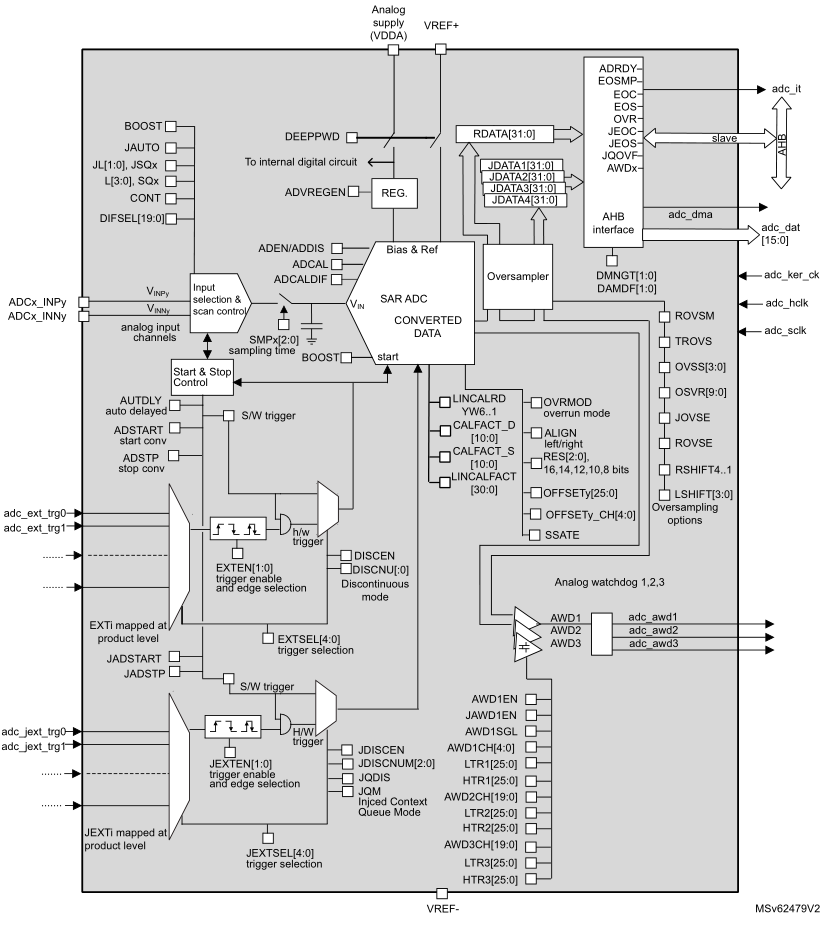 Analog
supply
(VDDA)
VREF+
ADRDY
EOSMP
EOC
EOS
OVR
JEOC
JEOS
JQOVF
AWDx
AHB
interface
adc_it
slave
AHB
adc_dma
adc_dat
[15:0]
DMNGT[1:0]
DAMDF[1:0]
adc_ker_ck
adc_hclk
adc_sclk
BOOST
JAUTO
JL[1:0], JSQx
L[3:0], SQx
CONT
DIFSEL[19:0]
DEEPPWD
To internal digital circuit
ADVREGEN
REG.
RDATA[31:0]
JDATA1[31:0]
JDATA2[31:0]
JDATA3[31:0]
JDATA4[31:0]
ADEN/ADDIS
ADCAL
ADCALDIF
Bias & Ref
SAR ADC
CONVERTED
DATA
VIN
start
Oversampler
ADCx_INPy
ADCx_INNy
VINPy
VINNy
analog input
channels
Input
selection &
scan control
SMPx[2:0]
sampling time
BOOST
Start & Stop
Control
AUTDLY
auto delayed
ADSTART
start conv
ADSTP
stop conv
S/W trigger
LINCALRD
YW6..1
CALFACT_D
[10:0]
CALFACT_S
[10:0]
LINCALFACT
[30:0]
OVRMOD
overrun mode
ALIGN
left/right
RES[2:0],
16,14,12,10,8 bits
OFFSETy[25:0]
OFFSETy_CH[4:0]
SSATE
ROVSM
TROVS
OVSS[3:0]
OSVR[9:0]
JOVSE
ROVSE
RSHIFT4..1
LSHIFT[3:0]
Oversampling
options
adc_ext_trg0
adc_ext_trg1
.......
.......
h/w
trigger
EXTEN[1:0]
trigger enable
and edge selection
DISCEN
DISCNU[:0]
Discontinuous
mode
EXTi mapped at
product level
EXTSEL[4:0]
trigger selection
Analog watchdog 1,2,3
AWD1
AWD2
AWD3
adc_awd1
adc_awd2
adc_awd3
JADSTART
JADSTP
S/W trigger
adc_jext_trg0
adc_jext_trg1
.......
.......
H/W
trigger
JEXTEN[1:0]
trigger enable
and edge selection
JDISCEN
JDISCNUM[2:0]
JQDIS
JQM
Injced Context
Queue Mode
JEXTi mapped at
product level
JEXTSEL[4:0]
trigger selection
AWD1EN
JAWD1EN
AWD1SGL
AWD1CH[4:0]
LTR1[25:0]
HTR1[25:0]
AWD2CH[19:0]
LTR2[25:0]
HTR2[25:0]
AWD3CH[19:0]
LTR3[25:0]
HTR3[25:0]
VREF-
MSv62479V2